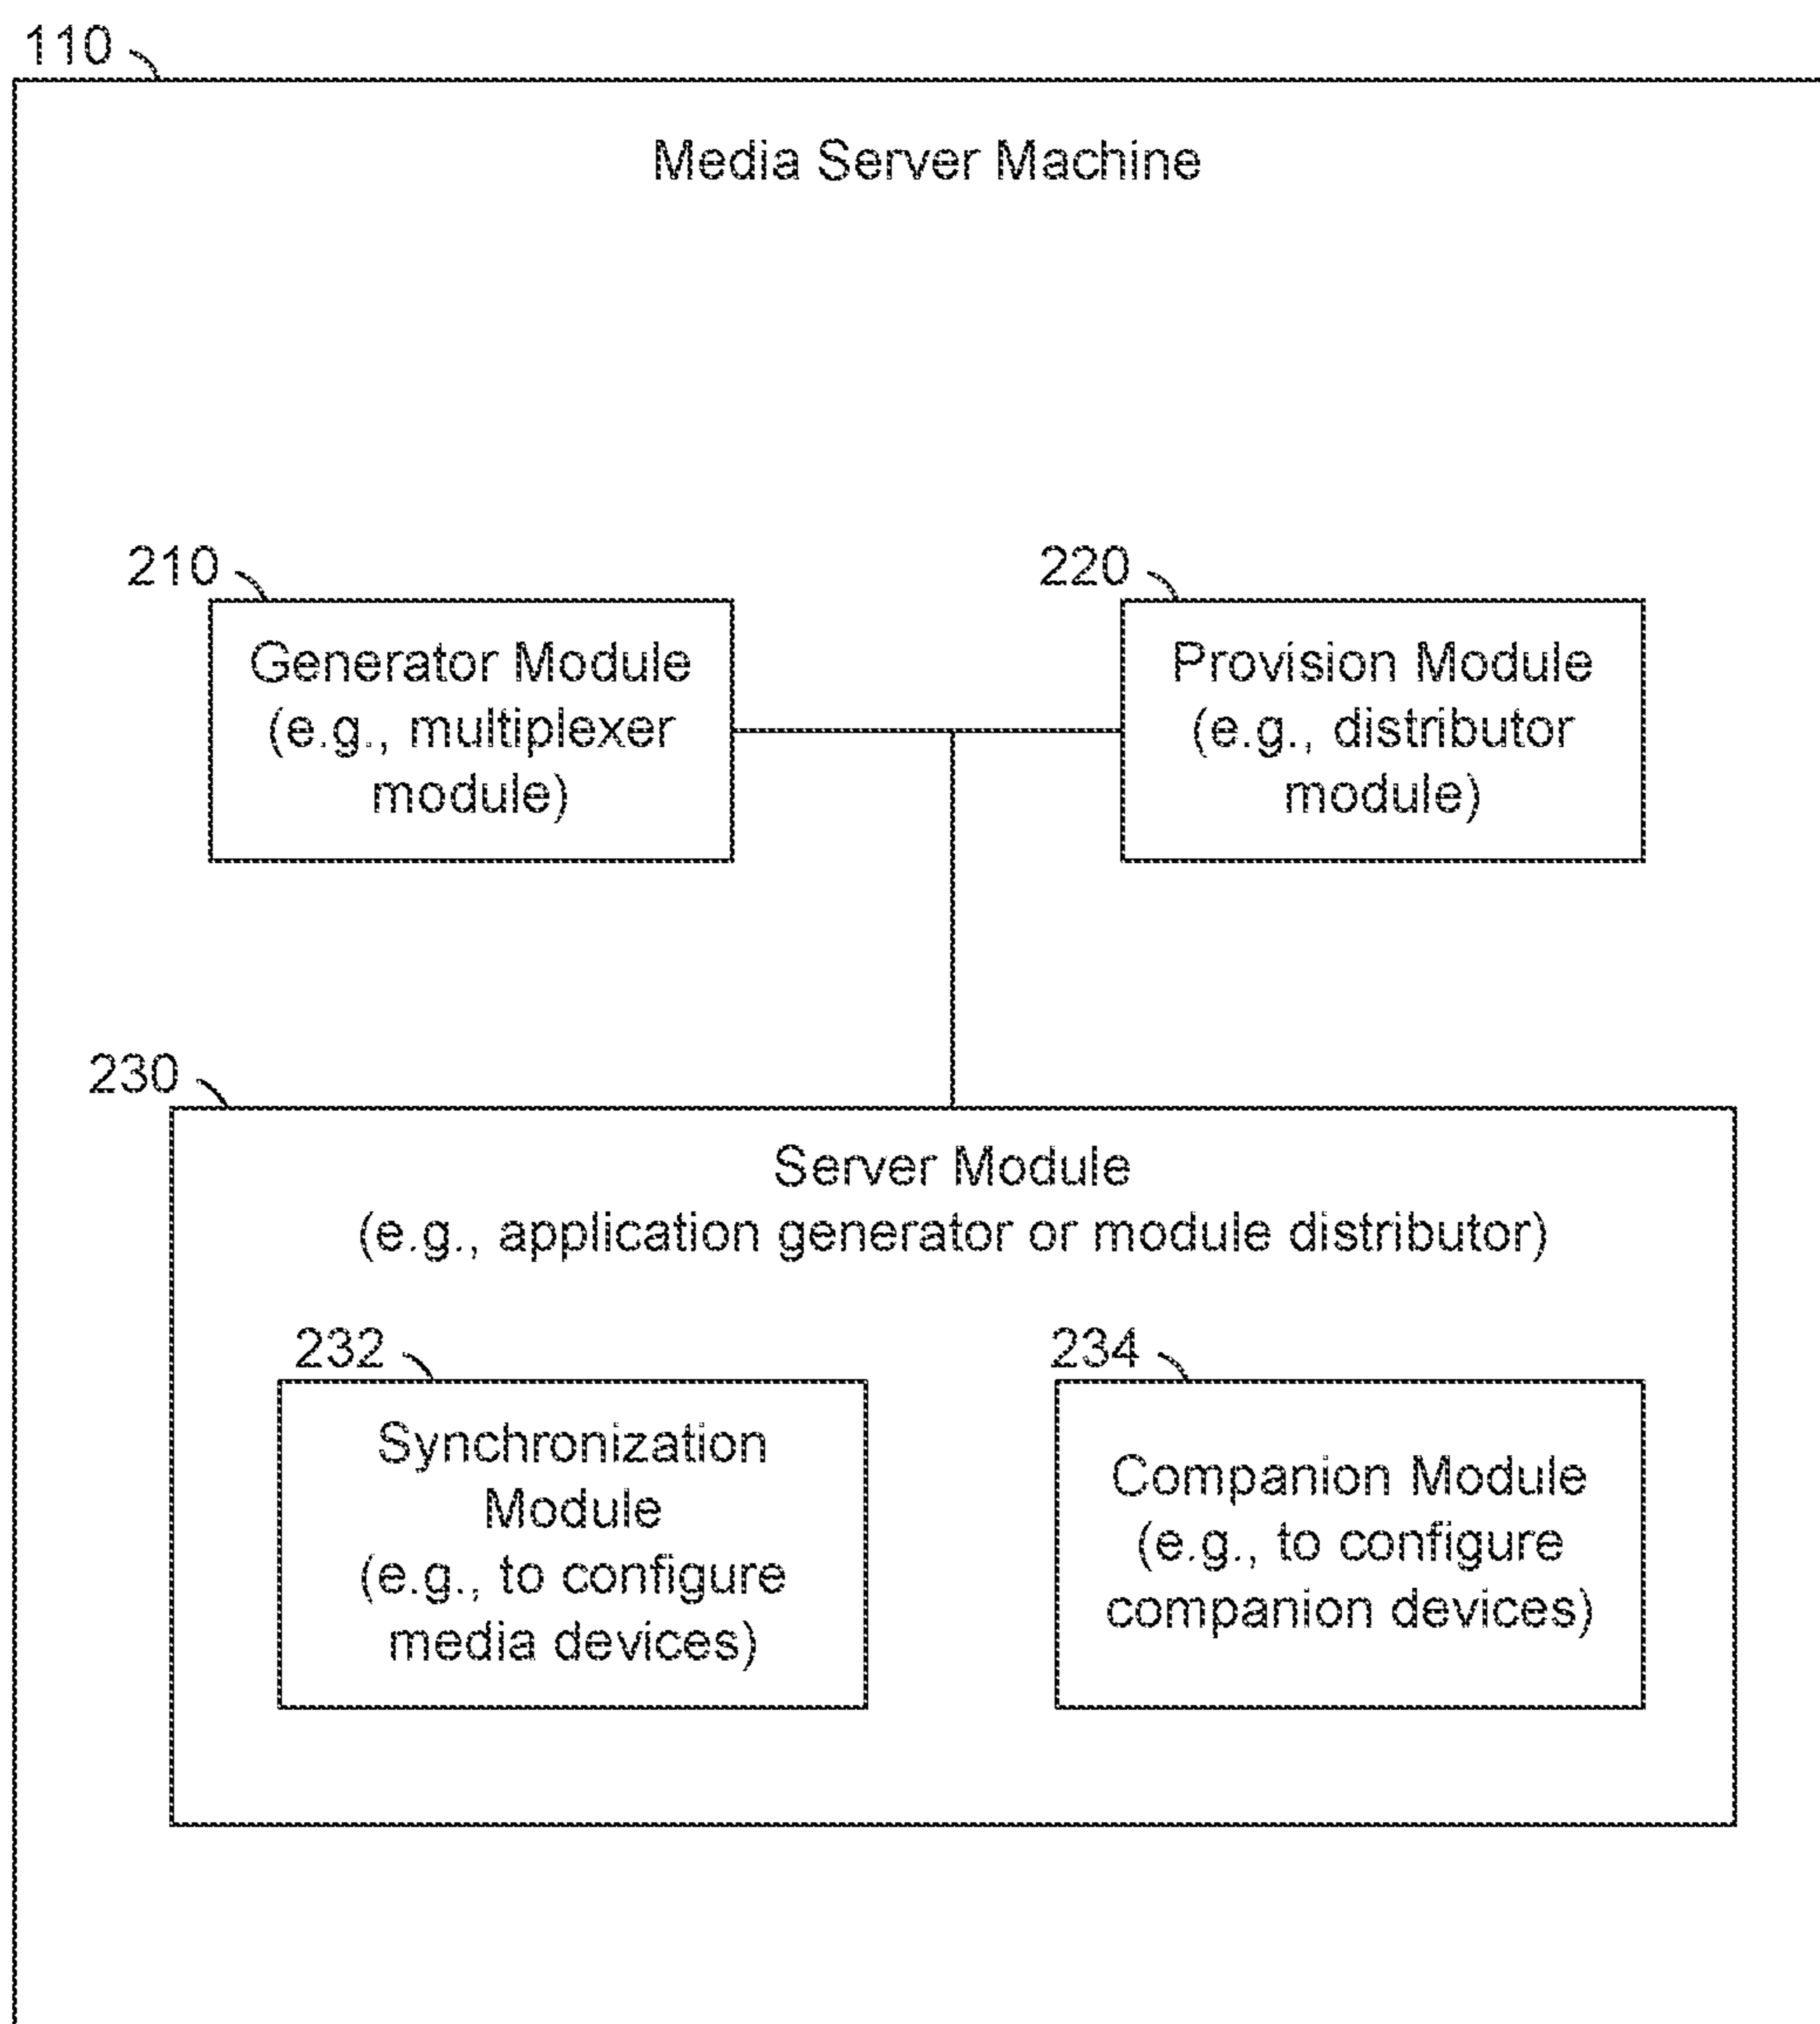 110
Media Server Machine
210
Generator Module
(e.g., multiplexer
module)
220
Provision Module
(e.g., distributor
module)
230
Server Module
(e.g., application generator or module distributor)
232
Synchronization
Module
(e.g., to configure
media devices)
234
Companion Module
(e.g., to configure
companion devices)